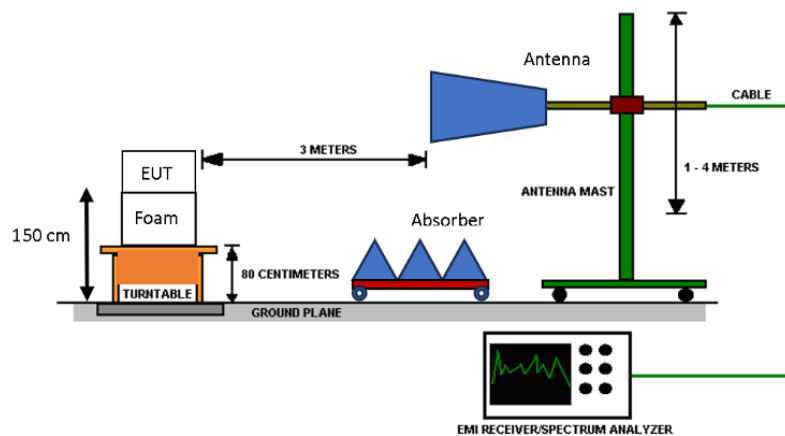 Antenna
CABLE
3 METERS
EUT
1 - 4 METERS
ANTENNA MAST
Foam
Absorber
150 cm
80 CENTIMETERS
TURNTABLE
GROUND PLANE
EMI RECEIVER/SPECTRUM ANALYZER